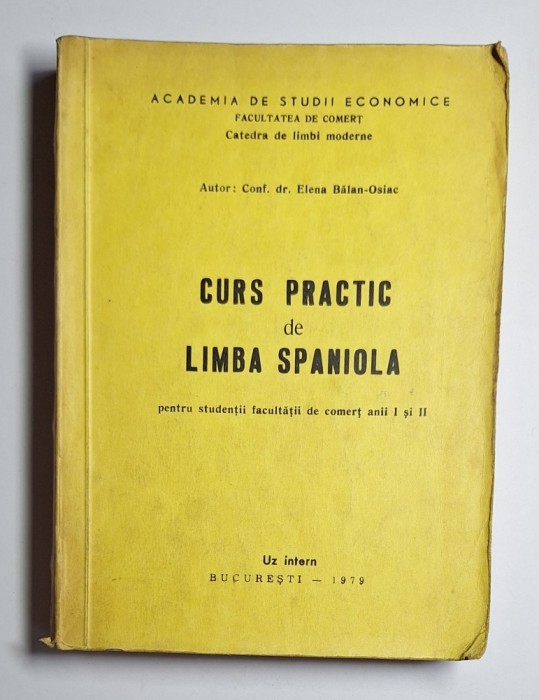 ACADEMIA DE STUDII ECONOMICE
FACULTATEA DE COMERȚ
Catedra de limbi moderne
Autor: Conf. dr. Elena Bălan-Osiac
CURS PRACTIC
de
LIMBA SPANIOLA
pentru studenții facultății de comerț anii I și II
Uz intern
BUCUREȘTI — 1979